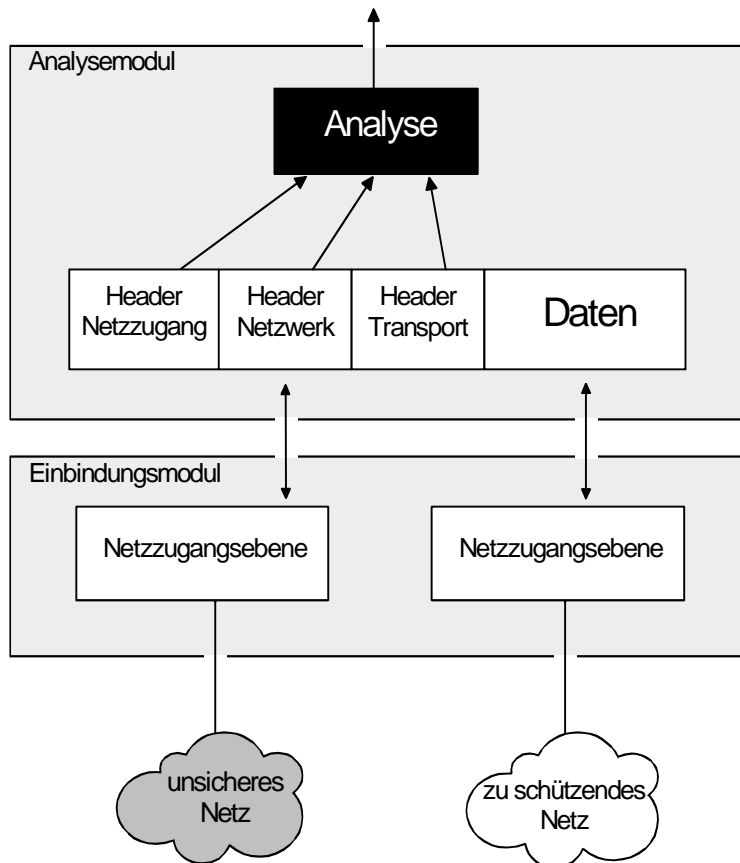 Analysemodul
Analyse
Header
Netzzugang
Header
Netzwerk
Header
Transport
Daten
Einbindungsmodul
Netzzugangsebene
Netzzugangsebene
unsicheres
Netz
zu schützendes
Netz